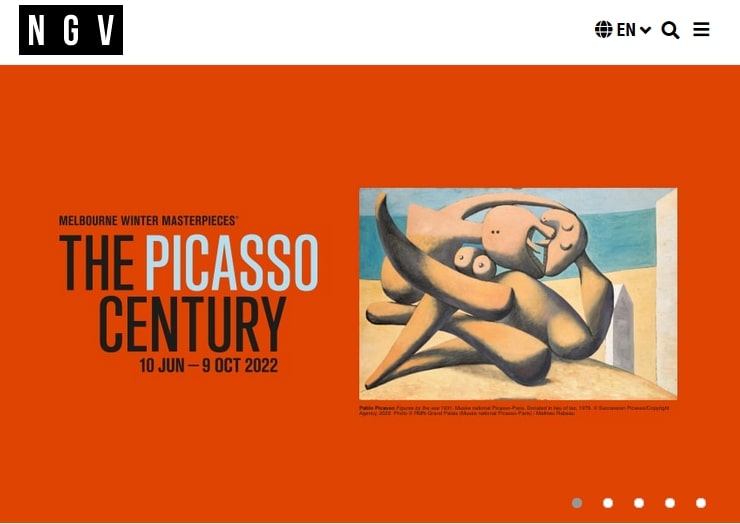 NGV
EN
MELBOURNE WINTER MASTERPIECES®
THE PICASSO
CENTURY
10 JUN – 9 OCT 2022
Pablo Picasso Figures by the sea 1931. Musée national Picasso-Paris. Donated in lieu of tax, 1979. © Succession Picasso/Copyright
Agency, 2022. Photo © RMN-Grand Palais (Musée national Picasso-Paris) / Mathieu Rabeau